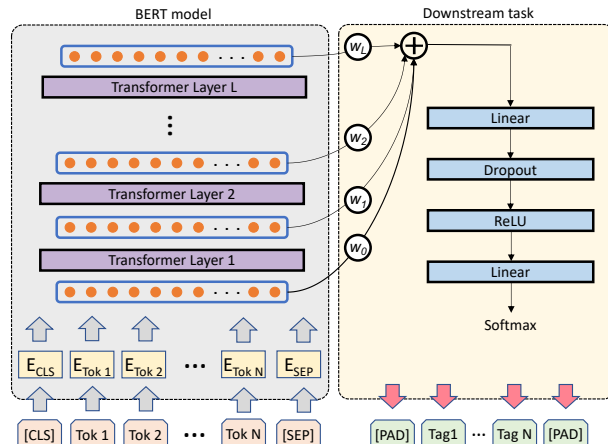 BERT model
Downstream task
w_L
Transformer Layer L
Linear
w_2
Dropout
Transformer Layer 2
w_1
ReLU
w_0
Transformer Layer 1
Linear
Softmax
E_CLS E_Tok 1 E_Tok 2 ••• E_Tok N E_SEP
[CLS] Tok 1 Tok 2 ••• Tok N [SEP]
[PAD] Tag1 ••• Tag N [PAD]